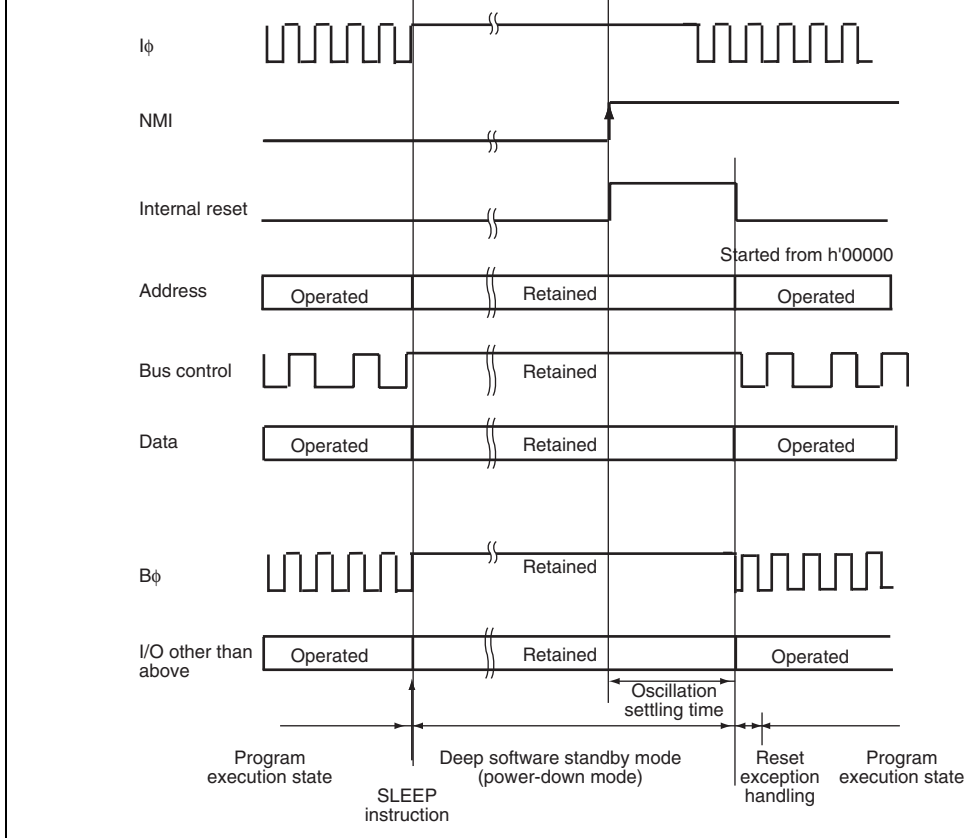 Iϕ
NMI
Internal reset
Started from h'00000
Address
Operated
Retained
Operated
Bus control
Retained
Data
Operated
Retained
Operated
Bϕ
Retained
I/O other than
above
Operated
Retained
Operated
Oscillation
settling time
Program
execution state
Deep software standby mode
(power-down mode)
Reset
exception
handling
Program
execution state
SLEEP
instruction